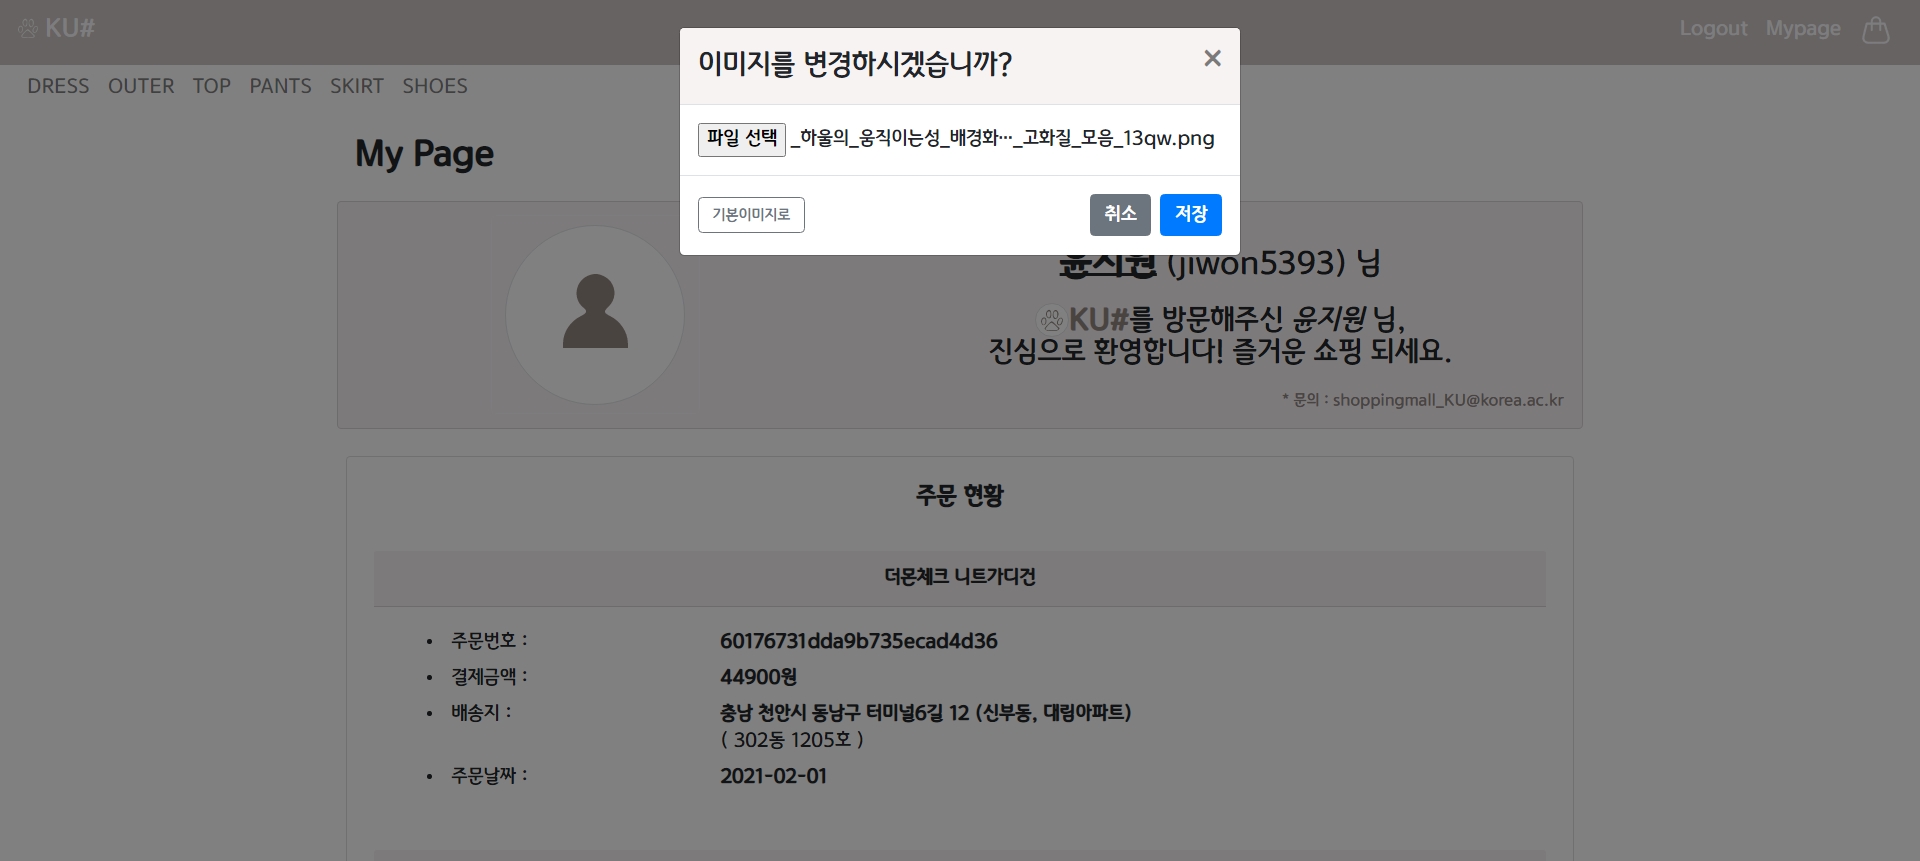 KU#
Logout Mypage
이미지를 변경하시겠습니까? ×
DRESS OUTER TOP PANTS SKIRT SHOES
파일 선택 _하울의_움직이는성_배경화…_고화질_모음_13qw.png
My Page
기본이미지로 취소 저장
윤지원 (jiwon5393) 님
KU#를 방문해주신 윤지원 님,
진심으로 환영합니다! 즐거운 쇼핑 되세요.
* 문의 : shoppingmall_KU@korea.ac.kr
주문 현황
더몬체크 니트가디건
• 주문번호 : 60176731dda9b735ecad4d36
• 결제금액 : 44900원
• 배송지 : 충남 천안시 동남구 터미널6길 12 (신부동, 대림아파트)
( 302동 1205호 )
• 주문날짜 : 2021-02-01